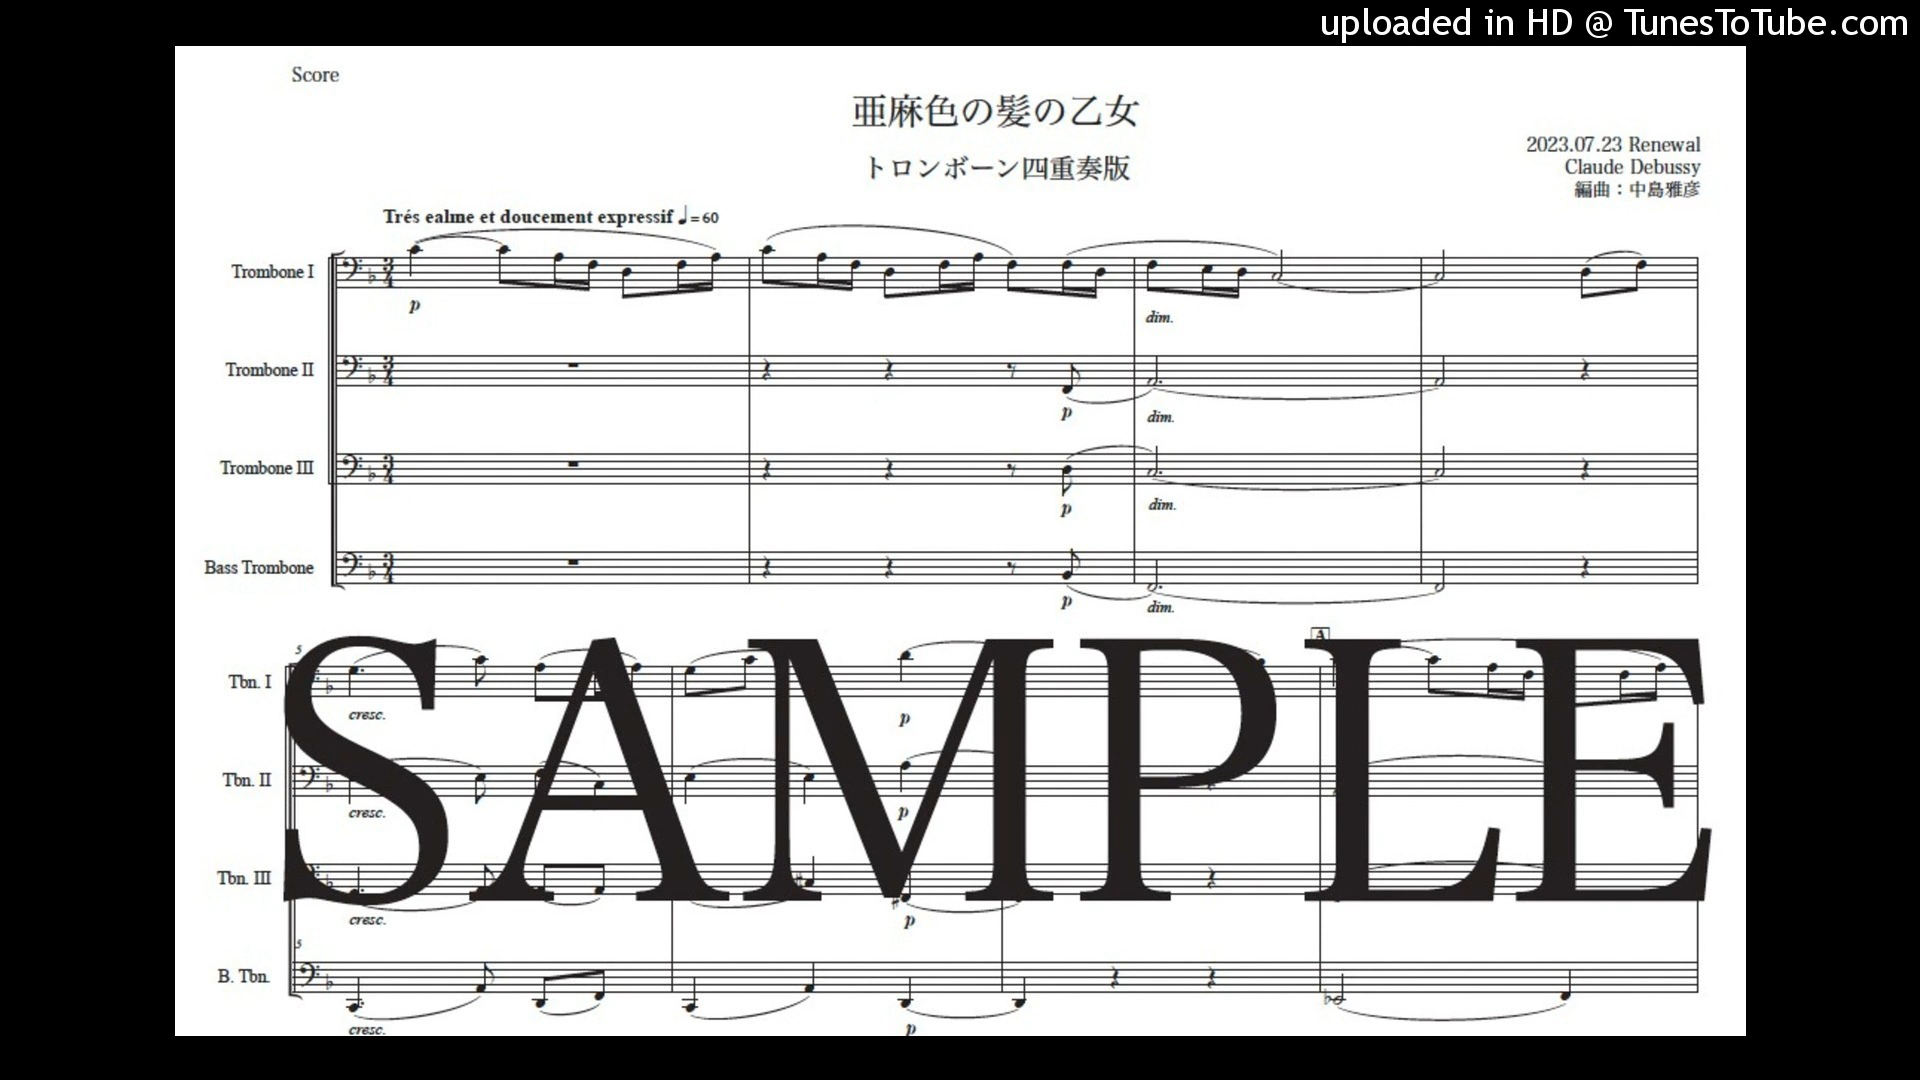 uploaded in HD @ TunesToTube.com
Score
亜麻色の髪の乙女
トロンボーン四重奏版
2023.07.23 Renewal
Claude Debussy
編曲：中島雅彦
Trés ealme et doucement expressif ♩=60
Trombone I
p
dim.
Trombone II
p
dim.
Trombone III
p
dim.
Bass Trombone
p
dim.
SAMPLE
5
A
Tbn. I
cresc.
p
Tbn. II
cresc.
p
Tbn. III
cresc.
p
5
B. Tbn.
cresc.
p